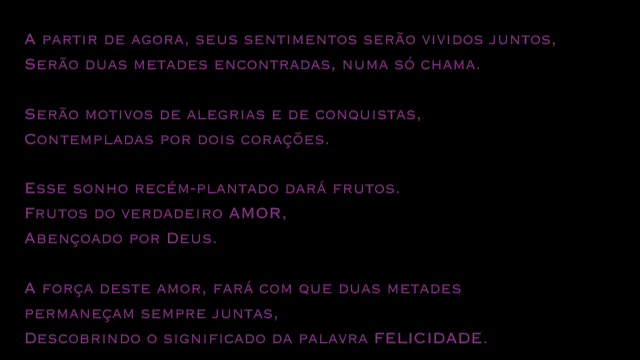 A PARTIR DE AGORA, SEUS SENTIMENTOS SERÃO VIVIDOS JUNTOS,
SERÃO DUAS METADES ENCONTRADAS, NUMA SÓ CHAMA.
SERÃO MOTIVOS DE ALEGRIAS E DE CONQUISTAS,
CONTEMPLADAS POR DOIS CORAÇÕES.
ESSE SONHO RECÉM-PLANTADO DARÁ FRUTOS.
FRUTOS DO VERDADEIRO AMOR,
ABENÇOADO POR DEUS.
A FORÇA DESTE AMOR, FARÁ COM QUE DUAS METADES
PERMANEÇAM SEMPRE JUNTAS,
DESCOBRINDO O SIGNIFICADO DA PALAVRA FELICIDADE.